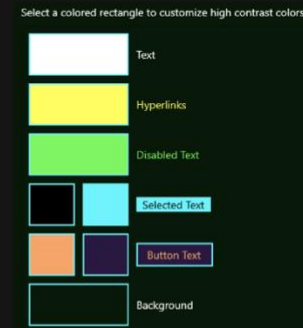 Select a colored rectangle to customize high contrast colors
Text
Hyperlinks
Disabled Text
Selected Text
Button Text
Background